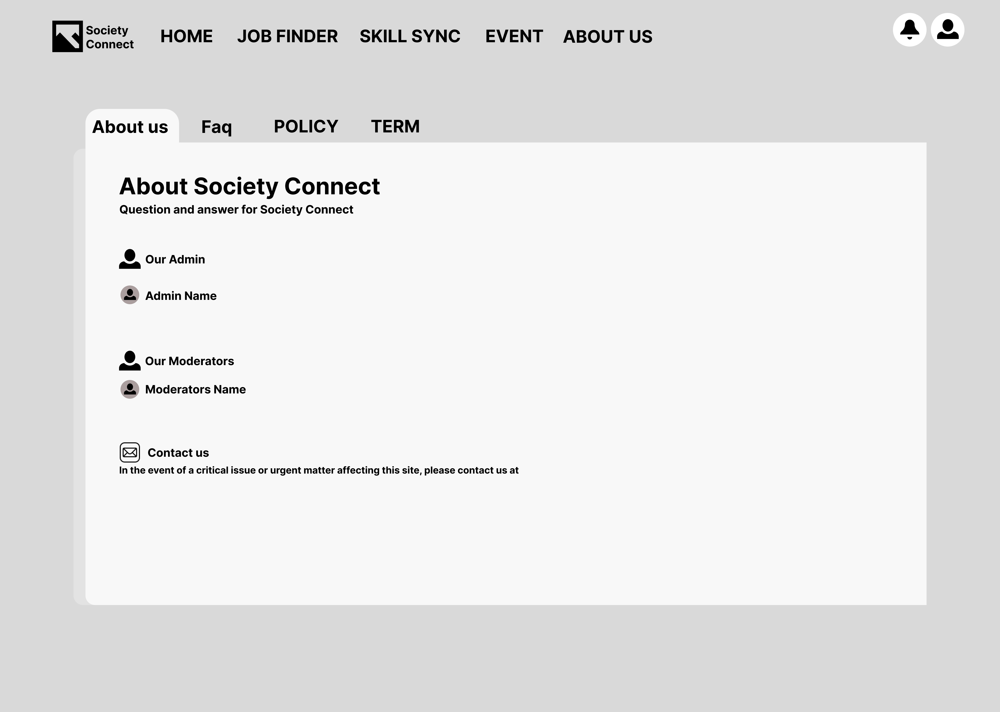 Society
Connect
HOME JOB FINDER SKILL SYNC EVENT ABOUT US
About us Faq POLICY TERM
About Society Connect
Question and answer for Society Connect
Our Admin
Admin Name
Our Moderators
Moderators Name
Contact us
In the event of a critical issue or urgent matter affecting this site, please contact us at